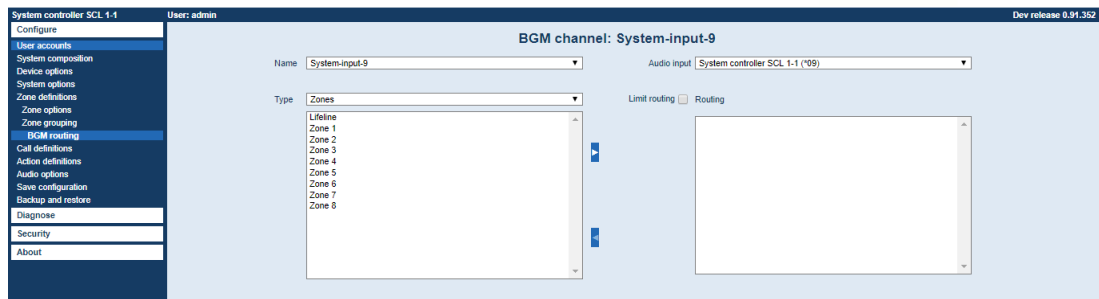 System controller SCL 1-1 User: admin Dev release 0.91.352
Configure
User accounts
System composition
Device options
System options
Zone definitions
Zone options
Zone grouping
BGM routing
Call definitions
Action definitions
Audio options
Save configuration
Backup and restore
Diagnose
Security
About
BGM channel: System-input-9
Name System-input-9 Audio input System controller SCL 1-1 (*09)
Type Zones Limit routing Routing
Lifeline
Zone 1
Zone 2
Zone 3
Zone 4
Zone 5
Zone 6
Zone 7
Zone 8